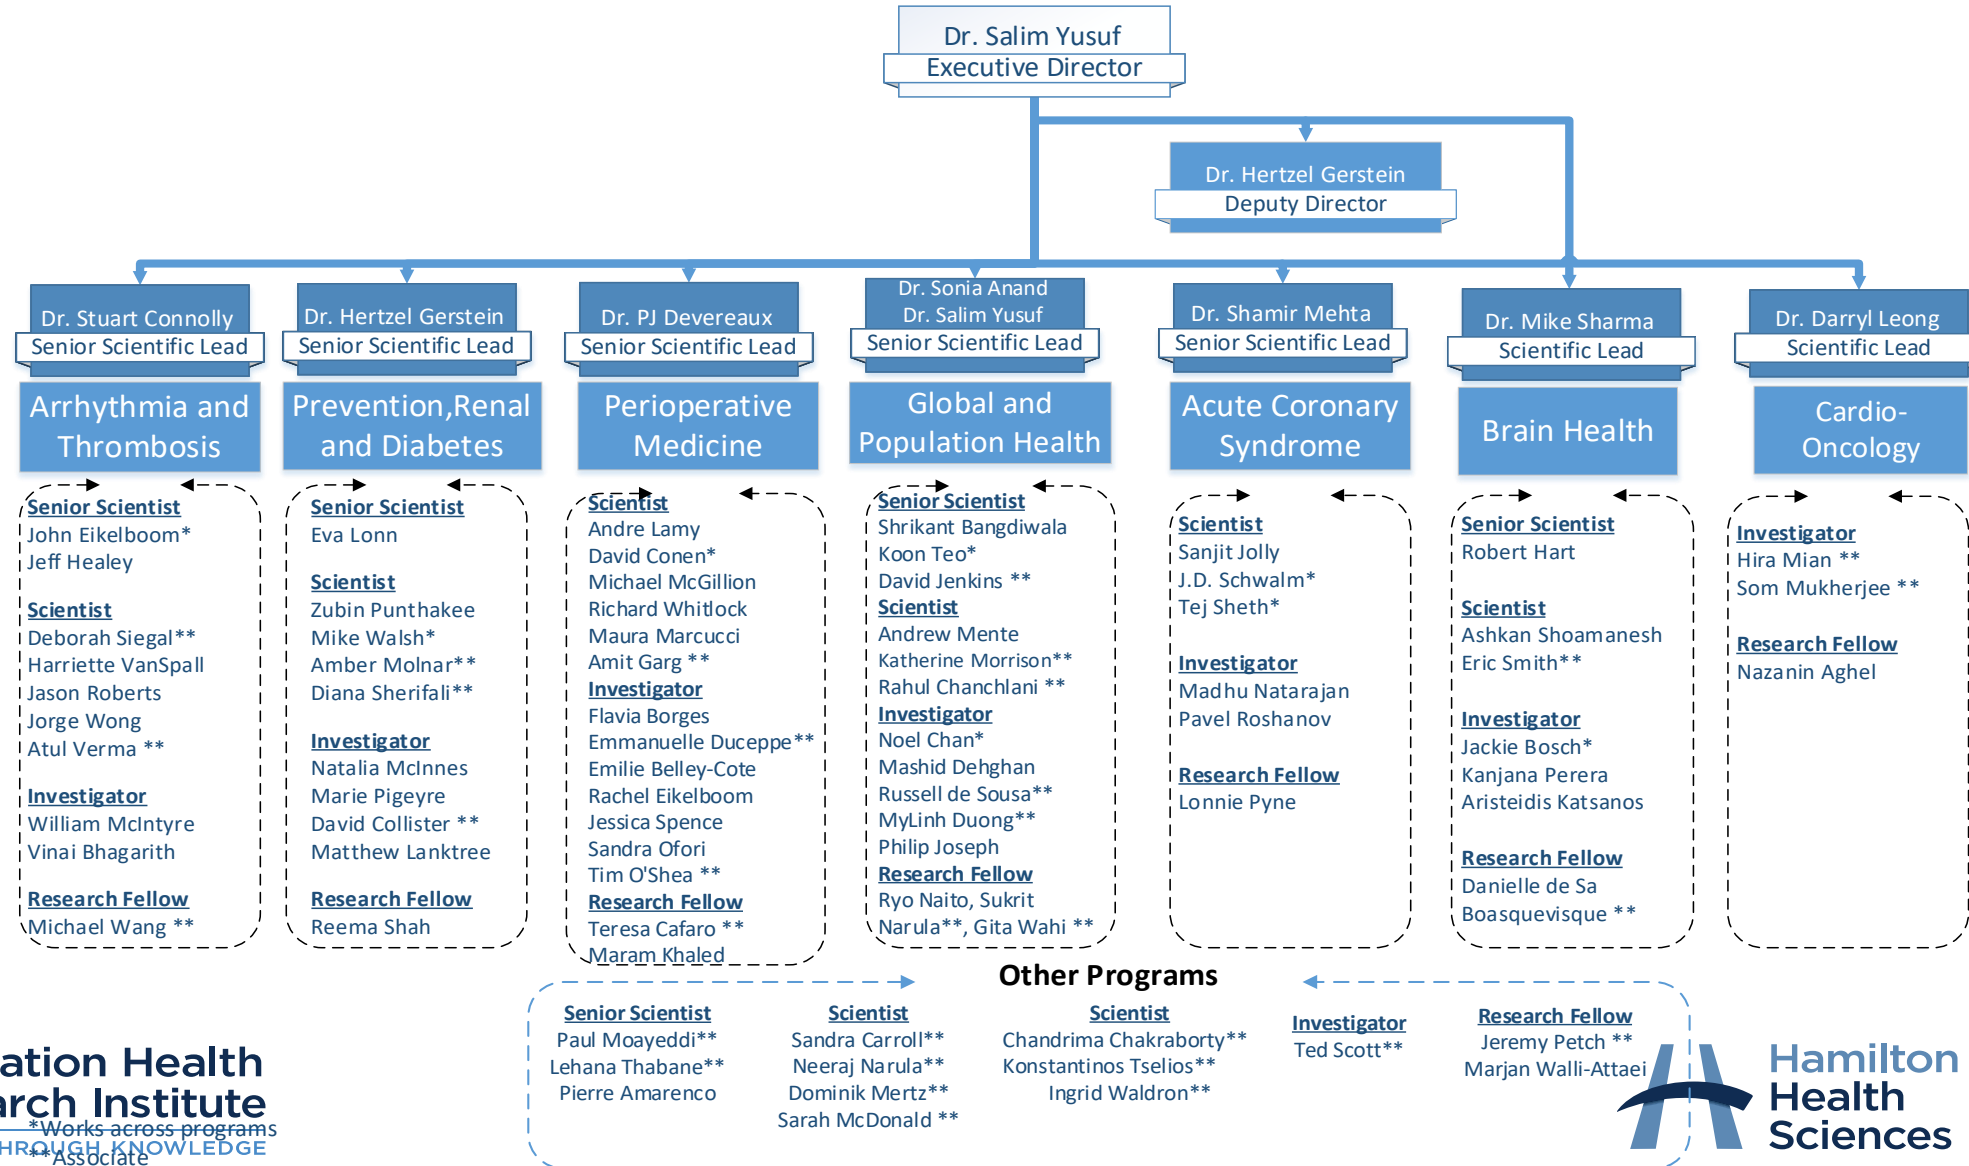 Dr. Salim Yusuf
Executive Director
Dr. Hertzel Gerstein
Deputy Director
Dr. Stuart Connolly
Senior Scientific Lead
Arrhythmia and
Thrombosis
Senior Scientist
John Eikelboom*
Jeff Healey
Scientist
Deborah Siegal**
Harriette VanSpall
Jason Roberts
Jorge Wong
Atul Verma **
Investigator
William McIntyre
Vinai Bhagarith
Research Fellow
Michael Wang **
Dr. Hertzel Gerstein
Senior Scientific Lead
Prevention,Renal
and Diabetes
Senior Scientist
Eva Lonn
Scientist
Zubin Punthakee
Mike Walsh*
Amber Molnar**
Diana Sherifali**
Investigator
Natalia McInnes
Marie Pigeyre
David Collister **
Matthew Lanktree
Research Fellow
Reema Shah
Dr. PJ Devereaux
Senior Scientific Lead
Perioperative
Medicine
Scientist
Andre Lamy
David Conen*
Michael McGillion
Richard Whitlock
Maura Marcucci
Amit Garg **
Investigator
Flavia Borges
Emmanuelle Duceppe**
Emilie Belley-Cote
Rachel Eikelboom
Jessica Spence
Sandra Ofori
Tim O'Shea **
Research Fellow
Teresa Cafaro **
Maram Khaled
Dr. Sonia Anand
Dr. Salim Yusuf
Senior Scientific Lead
Global and
Population Health
Senior Scientist
Shrikant Bangdiwala
Koon Teo*
David Jenkins **
Scientist
Andrew Mente
Katherine Morrison**
Rahul Chanchlani **
Investigator
Noel Chan*
Mashid Dehghan
Russell de Sousa**
MyLinh Duong**
Philip Joseph
Research Fellow
Ryo Naito, Sukrit
Narula**, Gita Wahi **
Dr. Shamir Mehta
Senior Scientific Lead
Acute Coronary
Syndrome
Scientist
Sanjit Jolly
J.D. Schwalm*
Tej Sheth*
Investigator
Madhu Natarajan
Pavel Roshanov
Research Fellow
Lonnie Pyne
Dr. Mike Sharma
Scientific Lead
Brain Health
Senior Scientist
Robert Hart
Scientist
Ashkan Shoamanesh
Eric Smith**
Investigator
Jackie Bosch*
Kanjana Perera
Aristeidis Katsanos
Research Fellow
Danielle de Sa
Boasquevisque **
Dr. Darryl Leong
Scientific Lead
Cardio-
Oncology
Investigator
Hira Mian **
Som Mukherjee **
Research Fellow
Nazanin Aghel
Other Programs
Senior Scientist
Paul Moayeddi**
Lehana Thabane**
Pierre Amarenco
Scientist
Sandra Carroll**
Neeraj Narula**
Dominik Mertz**
Sarah McDonald **
Scientist
Chandrima Chakraborty**
Konstantinos Tselios**
Ingrid Waldron**
Investigator
Ted Scott**
Research Fellow
Jeremy Petch **
Marjan Walli-Attaei
ation Health
arch Institute
*Works across programs
THROUGH KNOWLEDGE
**Associate
Hamilton
Health
Sciences